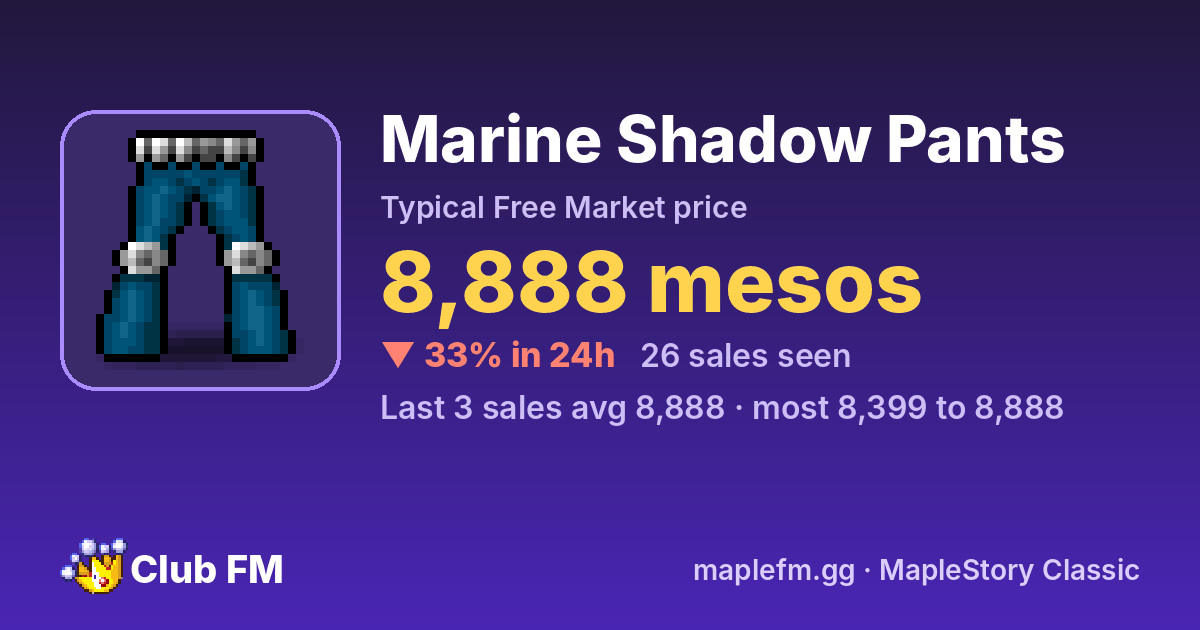 Marine Shadow Pants
Typical Free Market price
8,888 mesos
▼ 33% in 24h 26 sales seen
Last 3 sales avg 8,888 · most 8,399 to 8,888
Club FM
maplefm.gg · MapleStory Classic